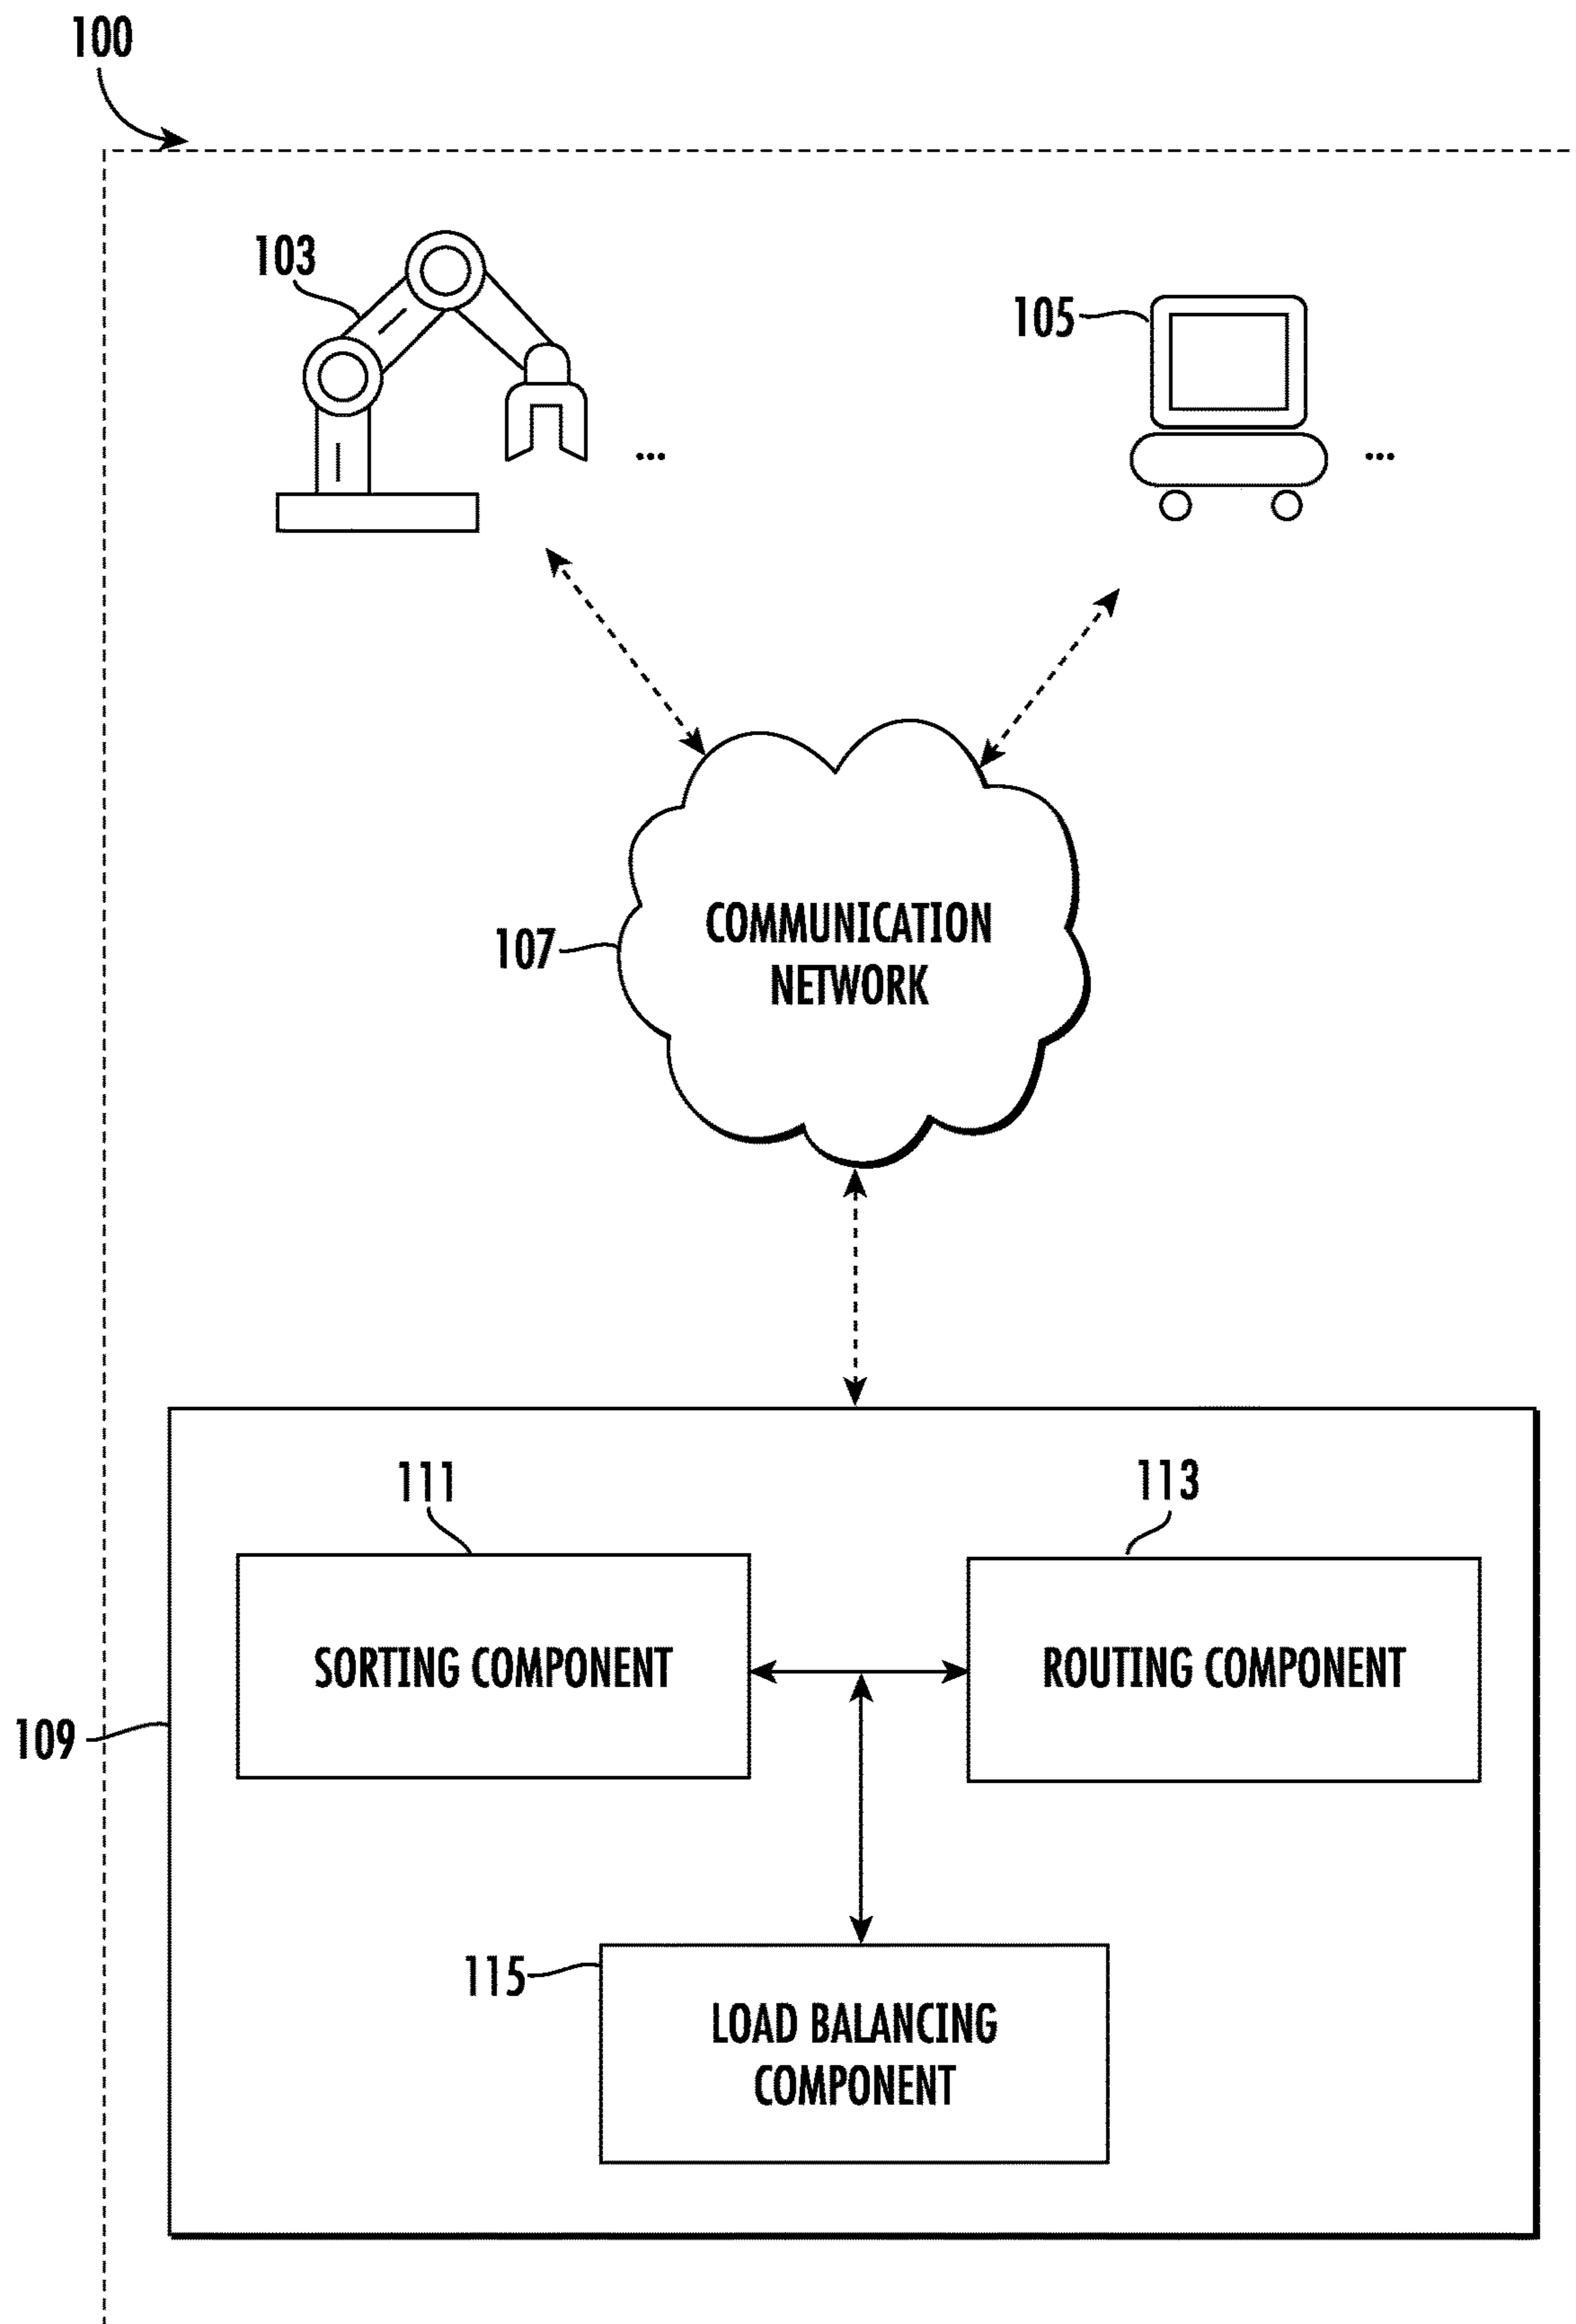 100
103
105
...
...
107
COMMUNICATION
NETWORK
111
113
SORTING COMPONENT
ROUTING COMPONENT
109
115
LOAD BALANCING
COMPONENT